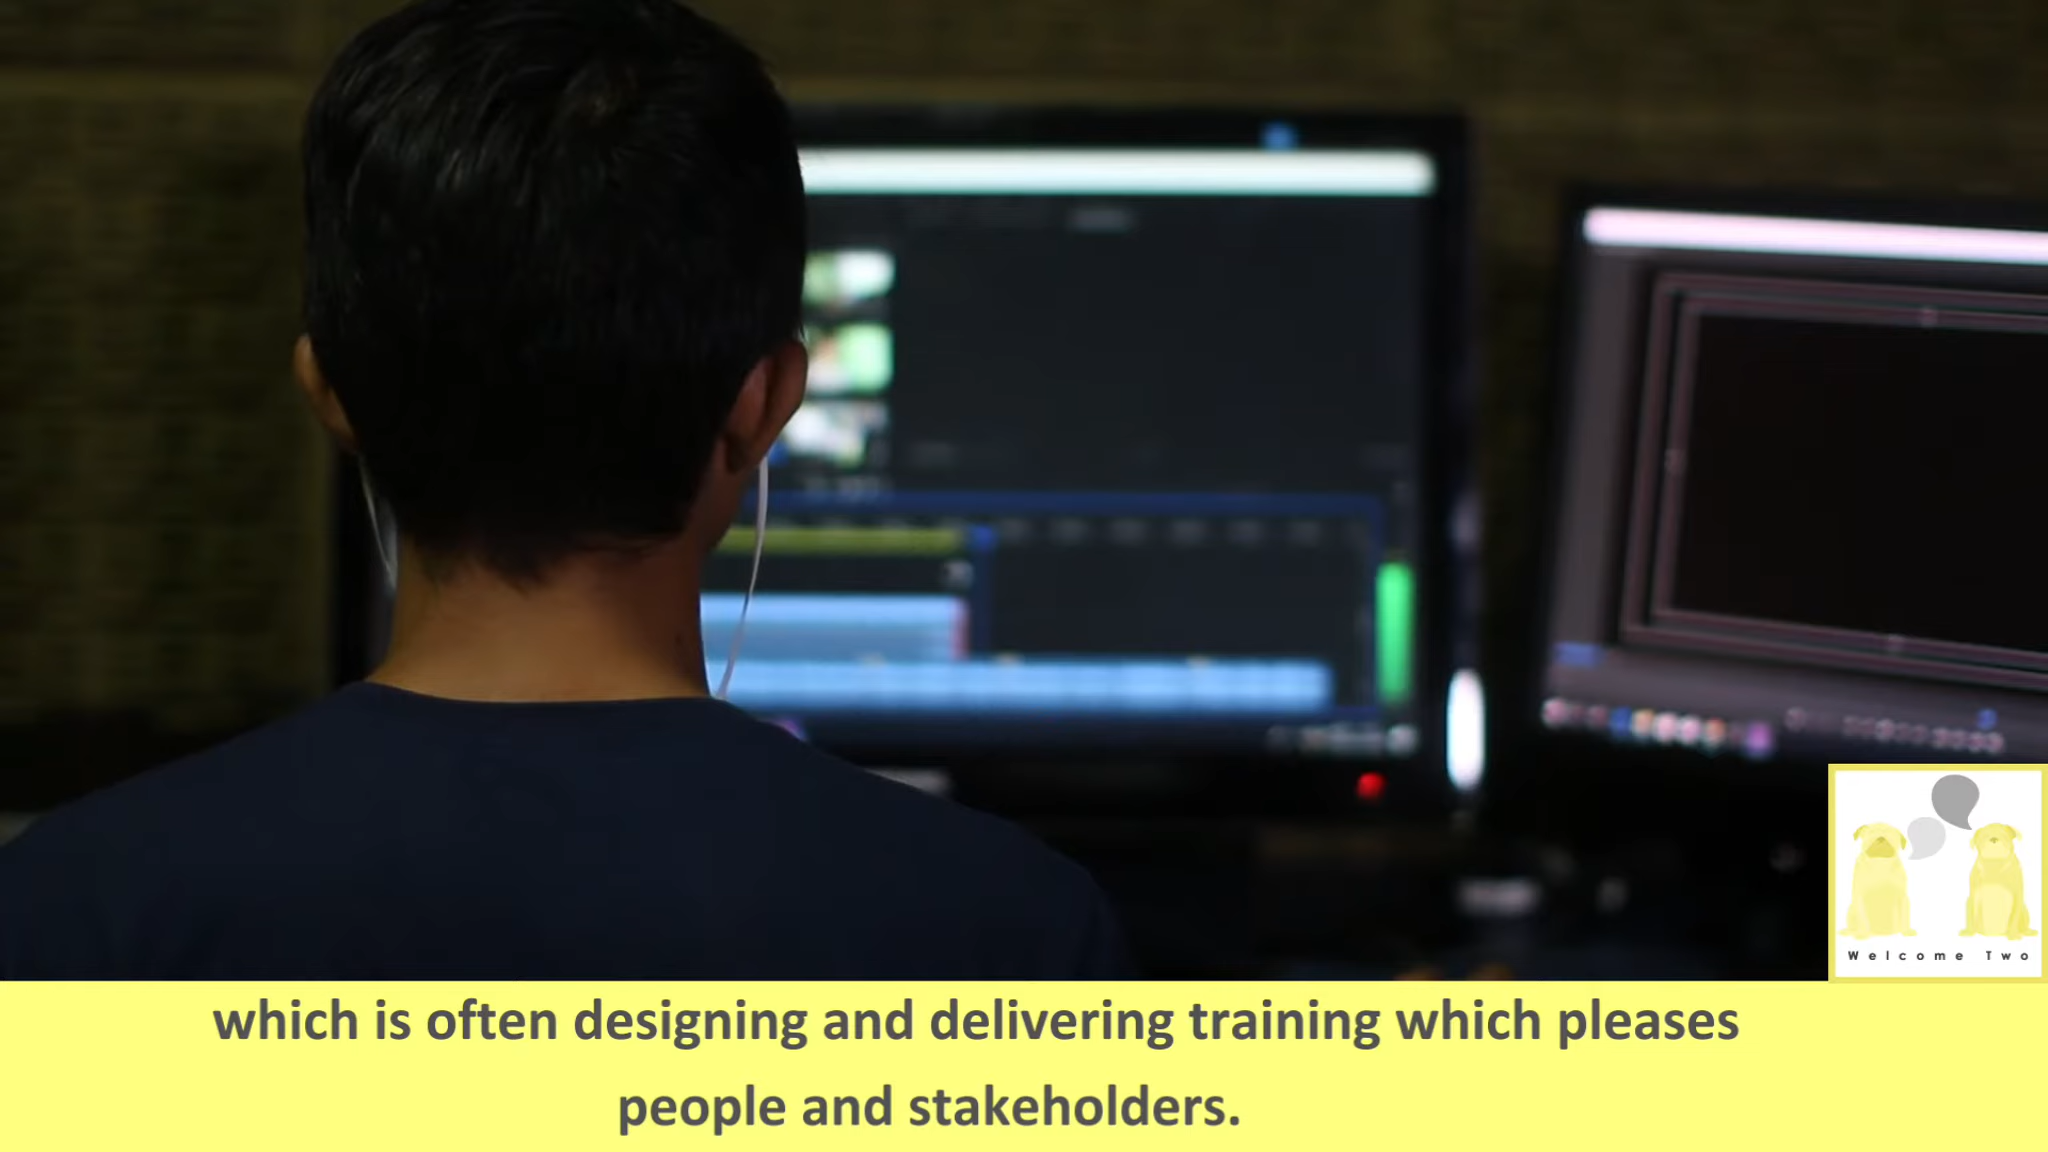 Welcome Two
which is often designing and delivering training which pleases
people and stakeholders.